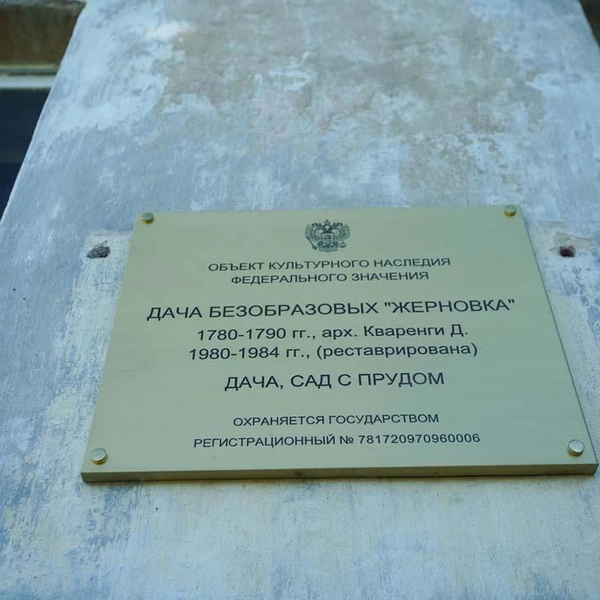 ОБЪЕКТ КУЛЬТУРНОГО НАСЛЕДИЯ
ФЕДЕРАЛЬНОГО ЗНАЧЕНИЯ
ДАЧА БЕЗОБРАЗОВЫХ "ЖЕРНОВКА"
1780-1790 гг., арх. Кваренги Д.
1980-1984 гг., (реставрирована)
ДАЧА, САД С ПРУДОМ
ОХРАНЯЕТСЯ ГОСУДАРСТВОМ
РЕГИСТРАЦИОННЫЙ № 781720970960006